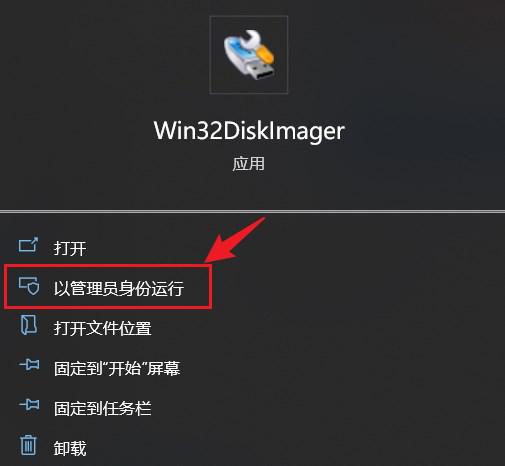 Win32DiskImager
应用
打开
以管理员身份运行
打开文件位置
固定到“开始”屏幕
固定到任务栏
卸载